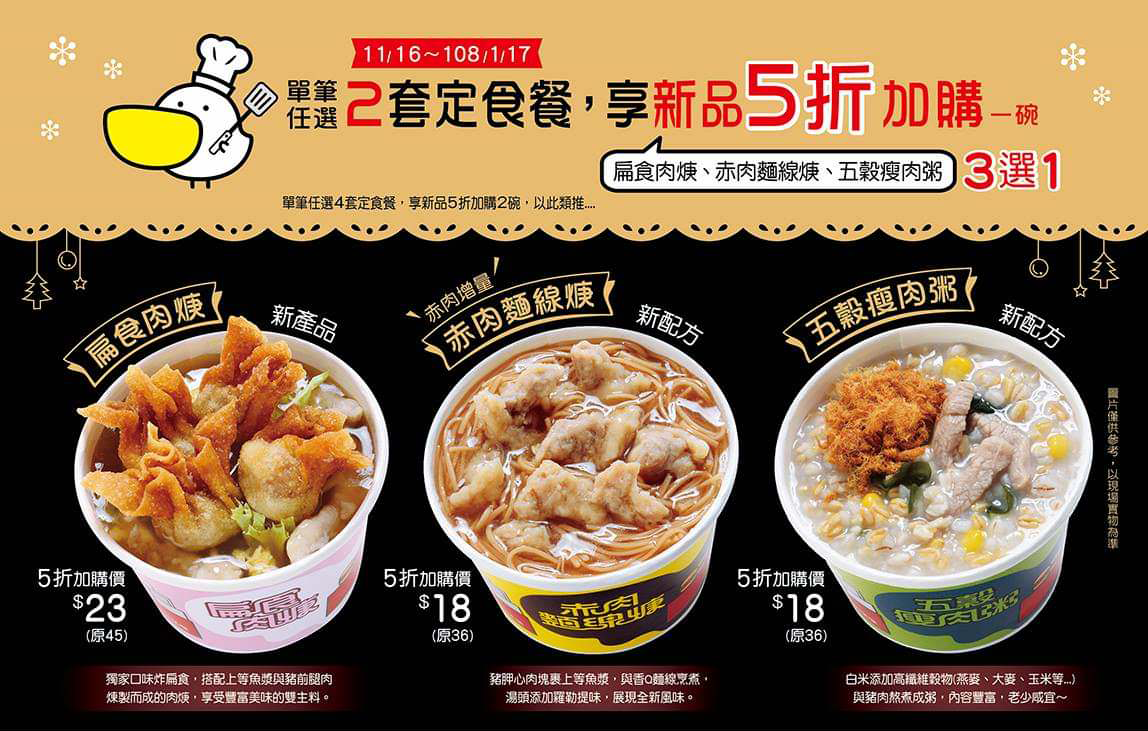 11/16~108/1/17
單筆任選2套定食餐,享新品5折加購一碗
扁食肉焿、赤肉麵線焿、五穀瘦肉粥 3選1
單筆任選4套定食餐,享新品5折加購2碗,以此類推....
扁食肉焿
新產品
赤肉增量
赤肉麵線焿
新配方
五穀瘦肉粥
新配方
圖片僅供參考,以現場實物為準
扁食肉焿
赤肉麵線焿
五穀瘦肉粥
5折加購價
$23
(原45)
5折加購價
$18
(原36)
5折加購價
$18
(原36)
獨家口味炸扁食,搭配上等魚漿與豬前腿肉
煉製而成的肉焿,享受豐富美味的雙主料。
豬胛心肉塊裹上等魚漿,與香Q麵線烹煮,
湯頭添加羅勒提味,展現全新風味。
白米添加高纖維穀物(燕麥、大麥、玉米等...)
與豬肉熬煮成粥,內容豐富,老少咸宜~